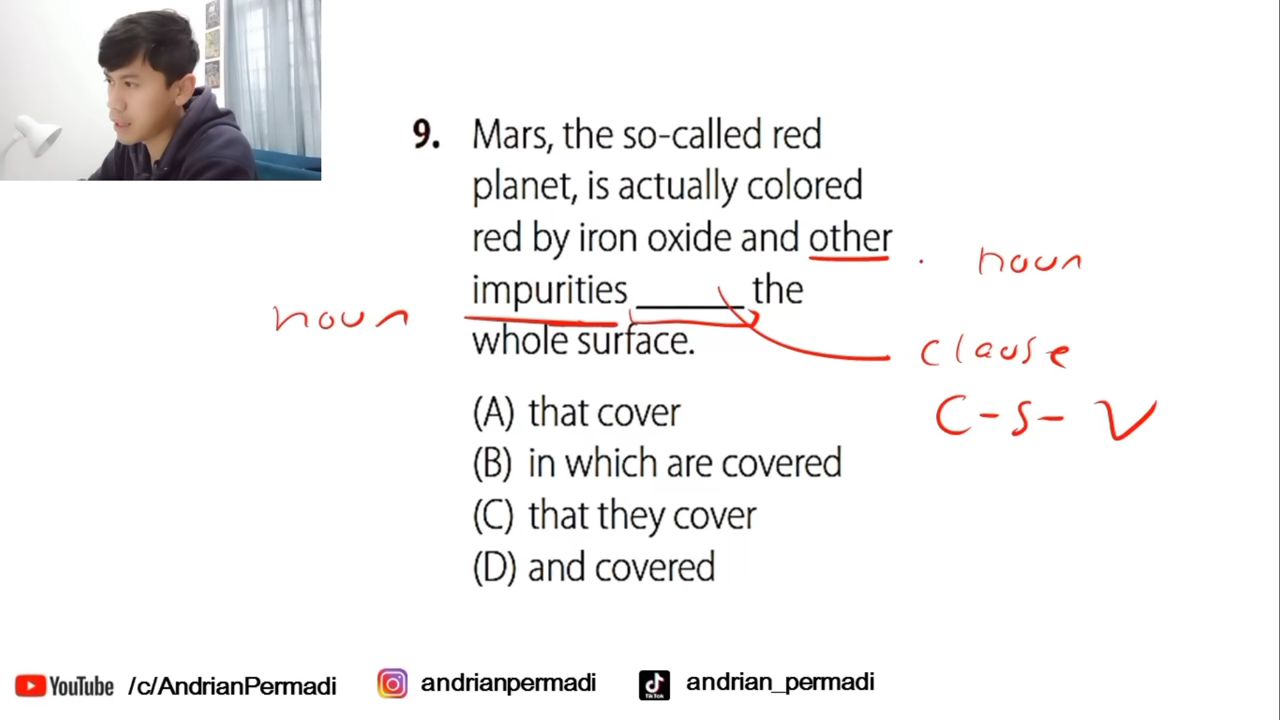 9. Mars, the so-called red
planet, is actually colored
red by iron oxide and other
noun
impurities ______ the
noun
whole surface.
clause
C - S - V
(A) that cover
(B) in which are covered
(C) that they cover
(D) and covered
YouTube /c/AndrianPermadi
andrianpermadi
TikTok andrian_permadi